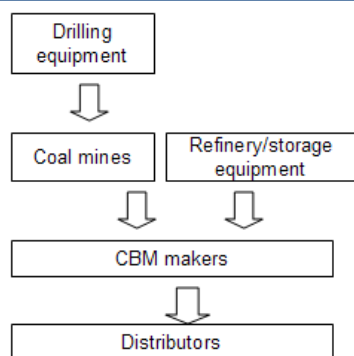 Drilling
equipment
Coal mines
Refinery/storage
equipment
CBM makers
Distributors